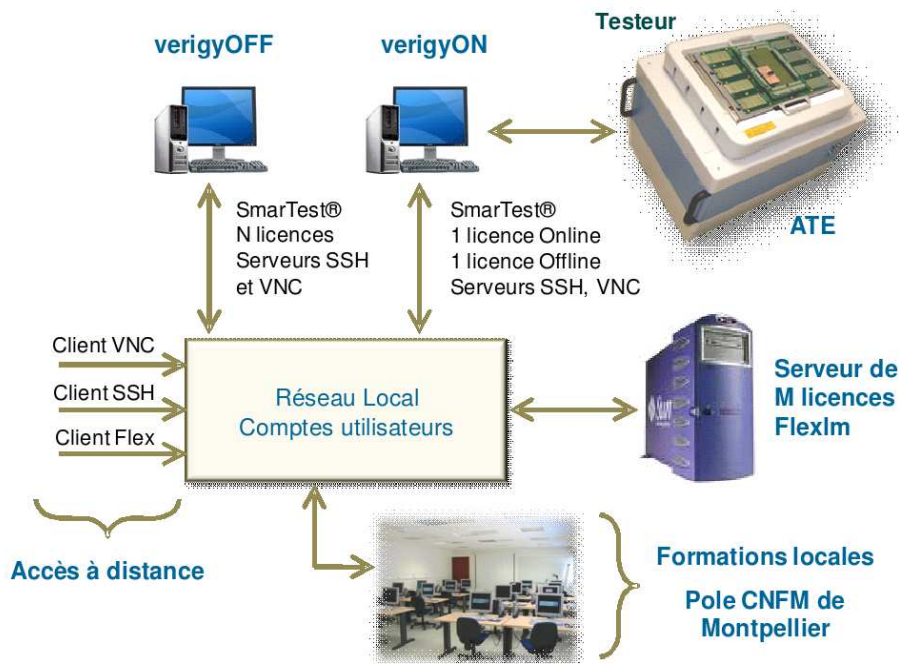 Testeur
verigyOFF
verigyON
ATE
SmarTest®
N licences
Serveurs SSH
et VNC
SmarTest®
1 licence Online
1 licence Offline
Serveurs SSH, VNC
Client VNC
Client SSH
Client Flex
Réseau Local
Comptes utilisateurs
Sun
Serveur de
M licences
Flexlm
Accès à distance
Formations locales
Pole CNFM de
Montpellier